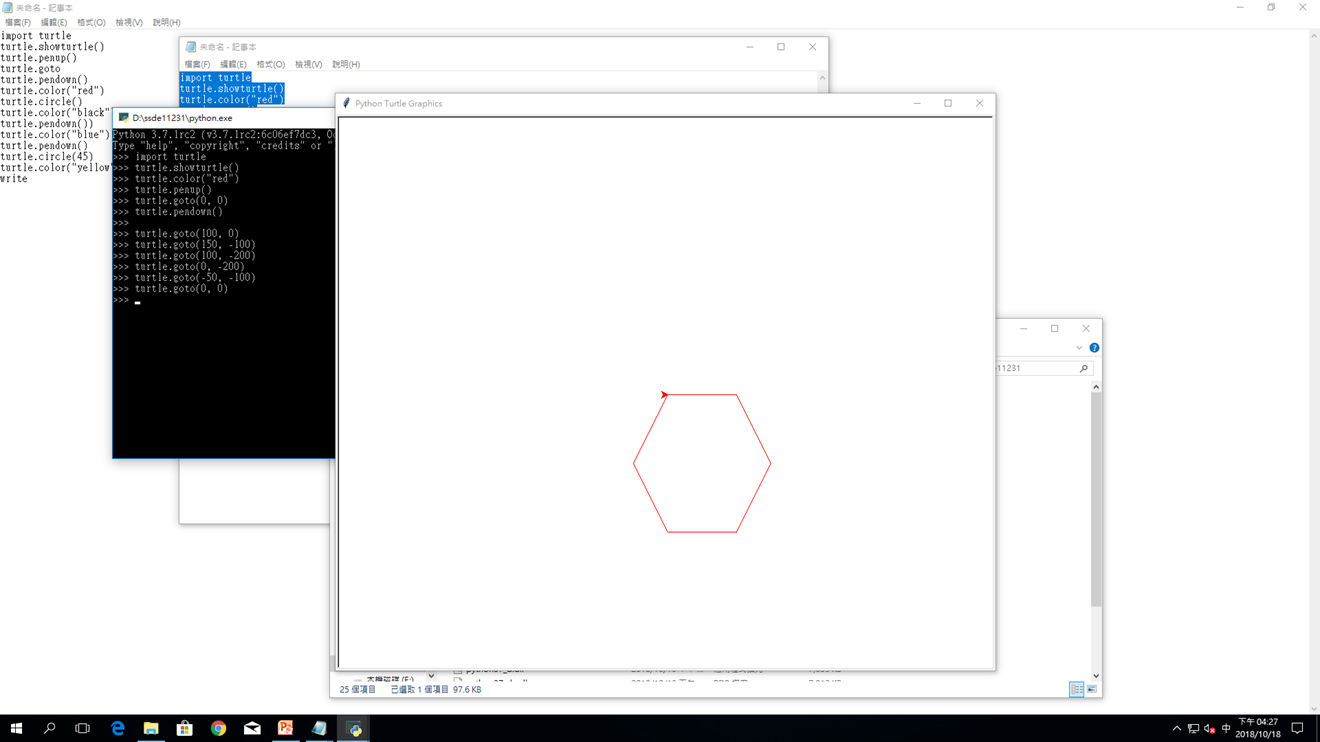 未命名 - 記事本
檔案(F) 編輯(E) 格式(O) 檢視(V) 說明(H)
import turtle
turtle.showturtle()
turtle.penup()
turtle.goto
turtle.pendown()
turtle.color("red")
turtle.circle()
turtle.color("black"
turtle.pendown())
turtle.color("blue")
turtle.pendown()
turtle.circle(45)
turtle.color("yellow"
write
未命名 - 記事本
檔案(F) 編輯(E) 格式(O) 檢視(V) 說明(H)
import turtle
turtle.showturtle()
turtle.color("red")
D:\ssde11231\python.exe
Python 3.7.1rc2 (v3.7.1rc2:6c06ef7dc3, Oc
Type "help", "copyright", "credits" or "
>>> import turtle
>>> turtle.showturtle()
>>> turtle.color("red")
>>> turtle.penup()
>>> turtle.goto(0, 0)
>>> turtle.pendown()
>>>
>>> turtle.goto(100, 0)
>>> turtle.goto(150, -100)
>>> turtle.goto(100, -200)
>>> turtle.goto(0, -200)
>>> turtle.goto(-50, -100)
>>> turtle.goto(0, 0)
>>>
Python Turtle Graphics
11231
25 個項目 已選取 1 個項目 97.6 KB
中
下午 04:27
2018/10/18